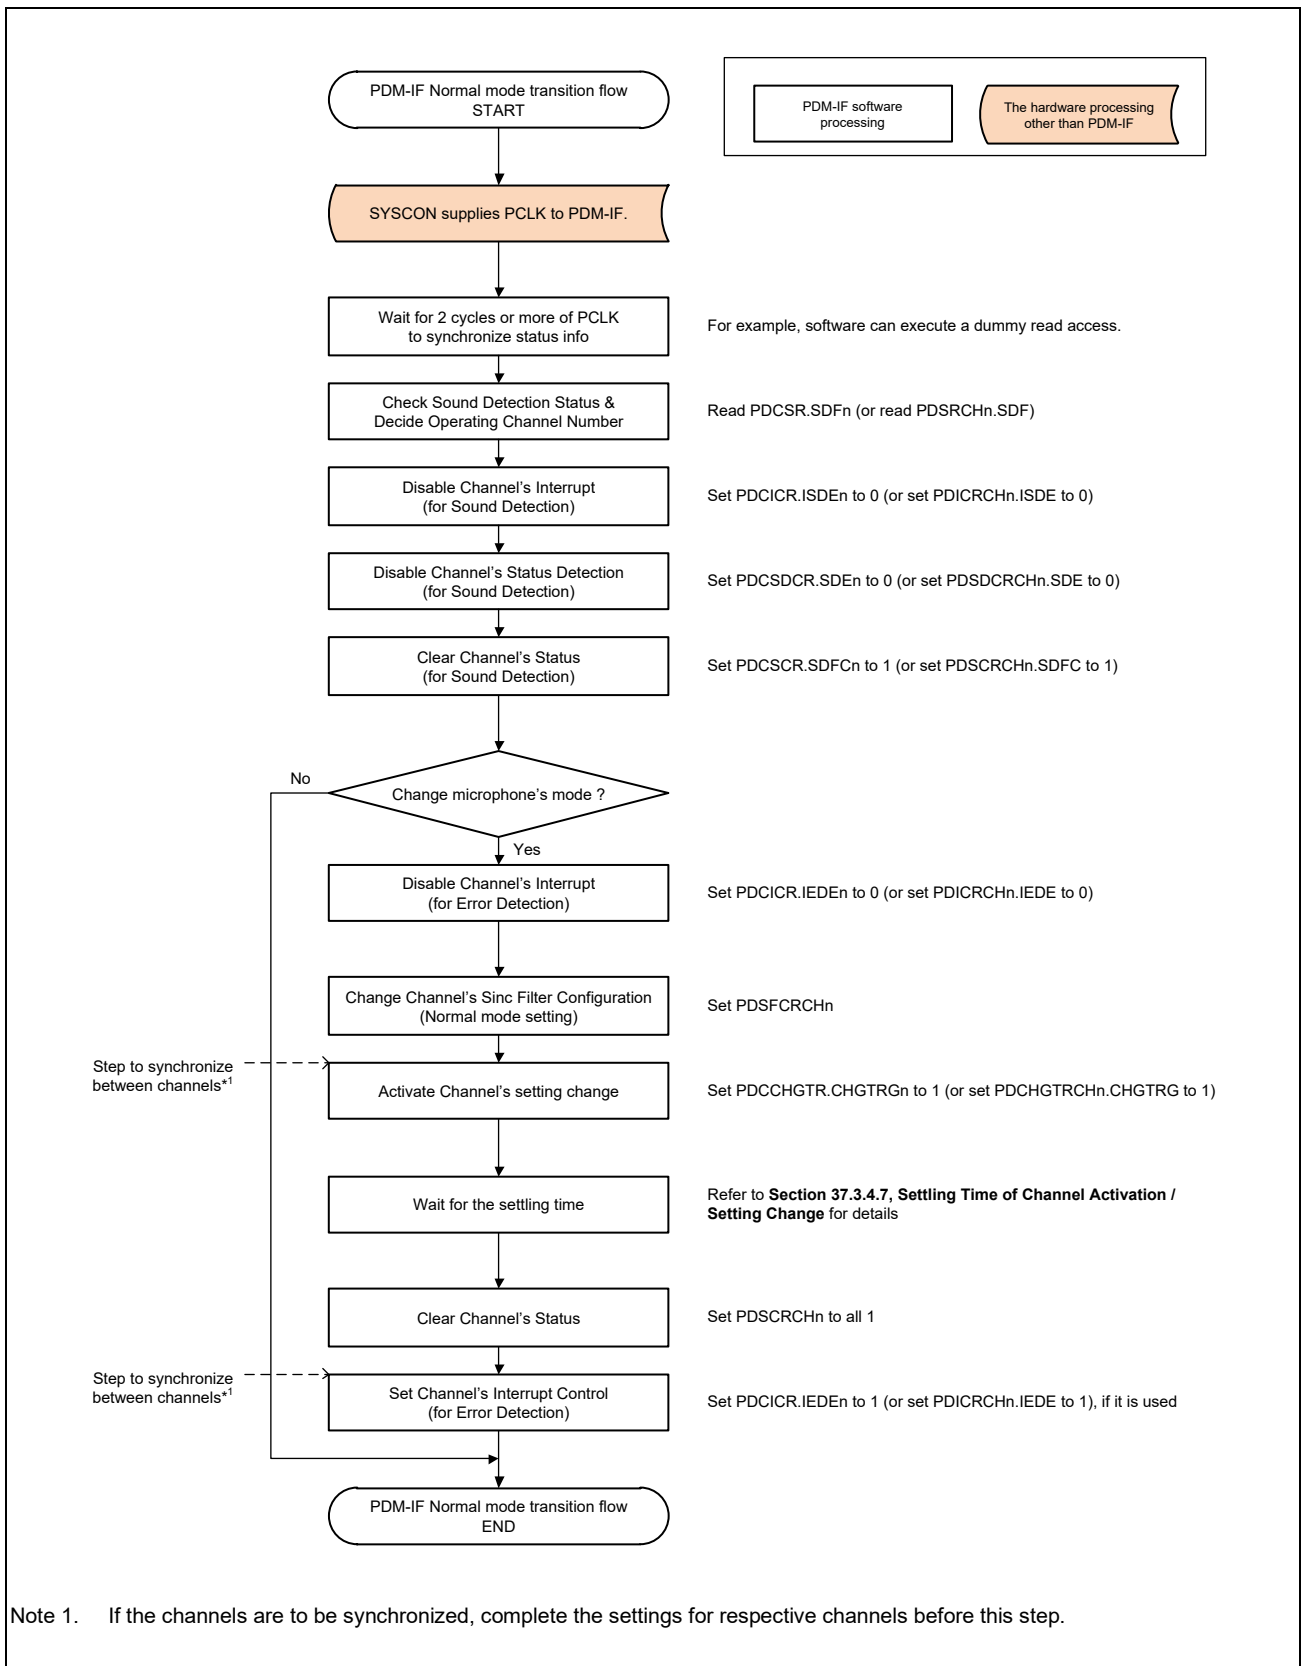 PDM-IF Normal mode transition flow
START
PDM-IF software
processing
The hardware processing
other than PDM-IF
SYSCON supplies PCLK to PDM-IF.
Wait for 2 cycles or more of PCLK
to synchronize status info
For example, software can execute a dummy read access.
Check Sound Detection Status &
Decide Operating Channel Number
Read PDCSR.SDFn (or read PDSRCHn.SDF)
Disable Channel's Interrupt
(for Sound Detection)
Set PDCICR.ISDEn to 0 (or set PDICRCHn.ISDE to 0)
Disable Channel's Status Detection
(for Sound Detection)
Set PDCSDCR.SDEn to 0 (or set PDSDCRCHn.SDE to 0)
Clear Channel's Status
(for Sound Detection)
Set PDCSCR.SDFCn to 1 (or set PDSCRCHn.SDFC to 1)
No
Change microphone's mode ?
Yes
Disable Channel's Interrupt
(for Error Detection)
Set PDCICR.IEDEn to 0 (or set PDICRCHn.IEDE to 0)
Change Channel's Sinc Filter Configuration
(Normal mode setting)
Set PDSFCRCHn
Step to synchronize
between channels*1
Activate Channel's setting change
Set PDCCHGTR.CHGTRGn to 1 (or set PDCHGTRCHn.CHGTRG to 1)
Wait for the settling time
Refer to Section 37.3.4.7, Settling Time of Channel Activation /
Setting Change for details
Clear Channel's Status
Set PDSCRCHn to all 1
Step to synchronize
between channels*1
Set Channel's Interrupt Control
(for Error Detection)
Set PDCICR.IEDEn to 1 (or set PDICRCHn.IEDE to 1), if it is used
PDM-IF Normal mode transition flow
END
Note 1. If the channels are to be synchronized, complete the settings for respective channels before this step.